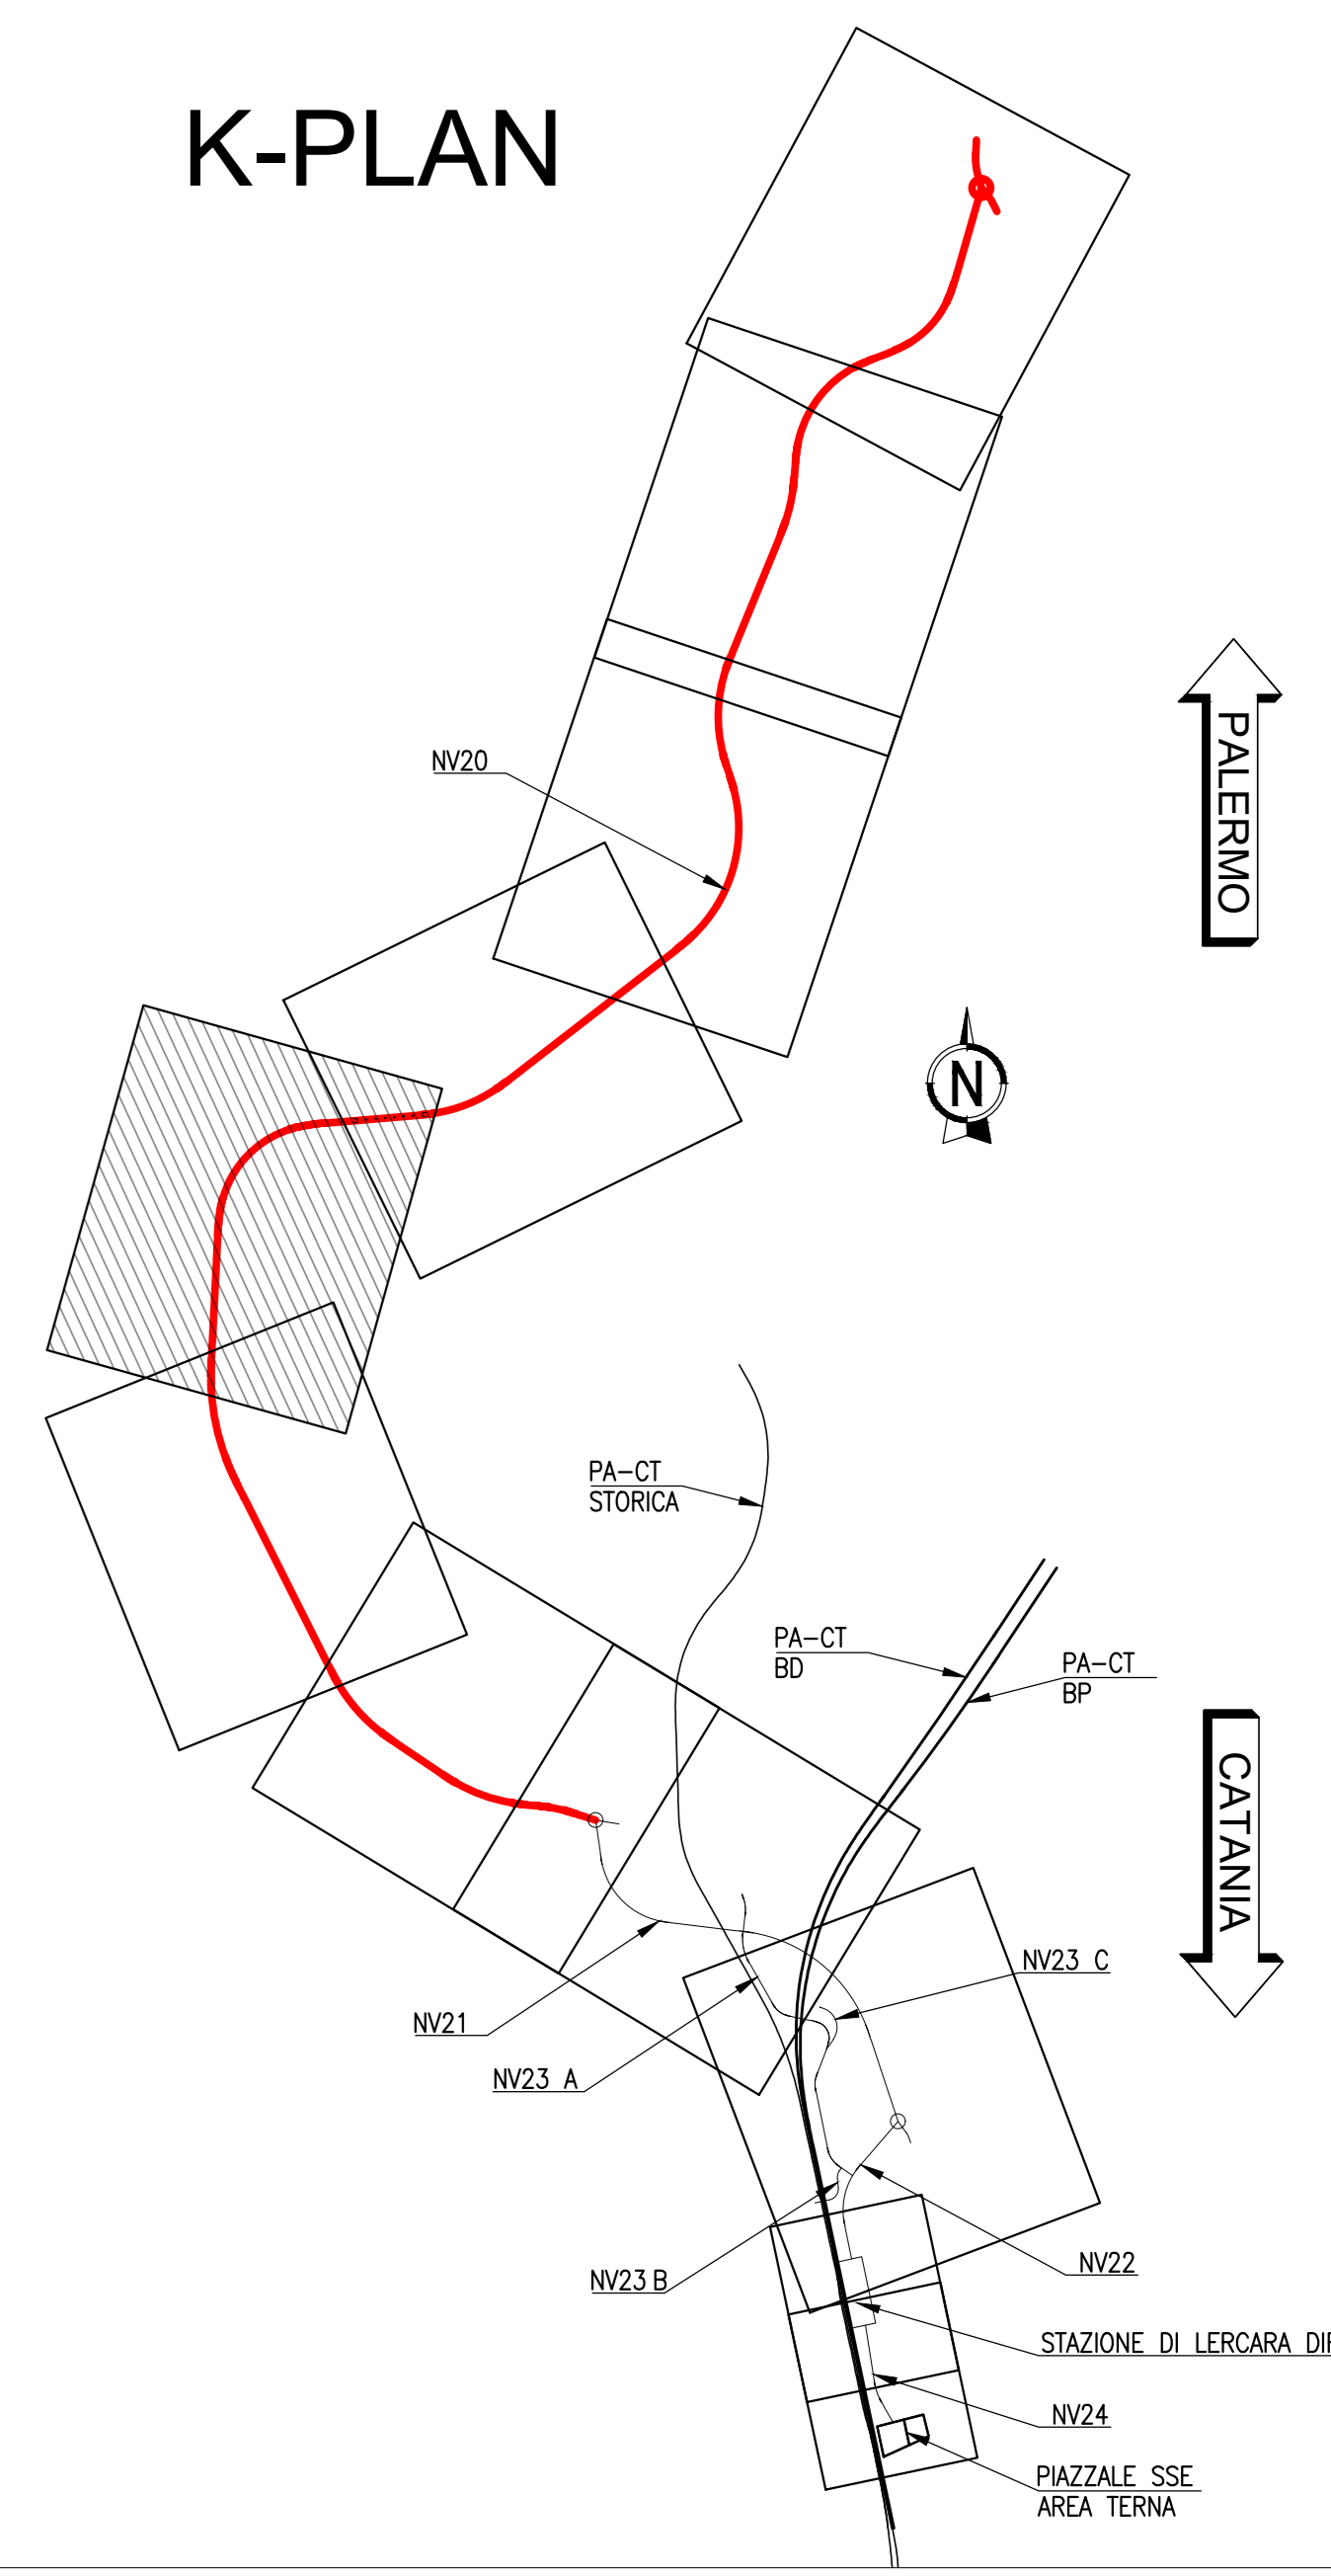 K-PLAN
PALERMO
NV20
N
PA-CT
STORICA
PA-CT
BD
PA-CT
BP
CATANIA
NV23 C
NV21
NV23 A
NV22
NV23 B
STAZIONE DI LERCARA
NV24
PIAZZALE SSE
AREA TERNA